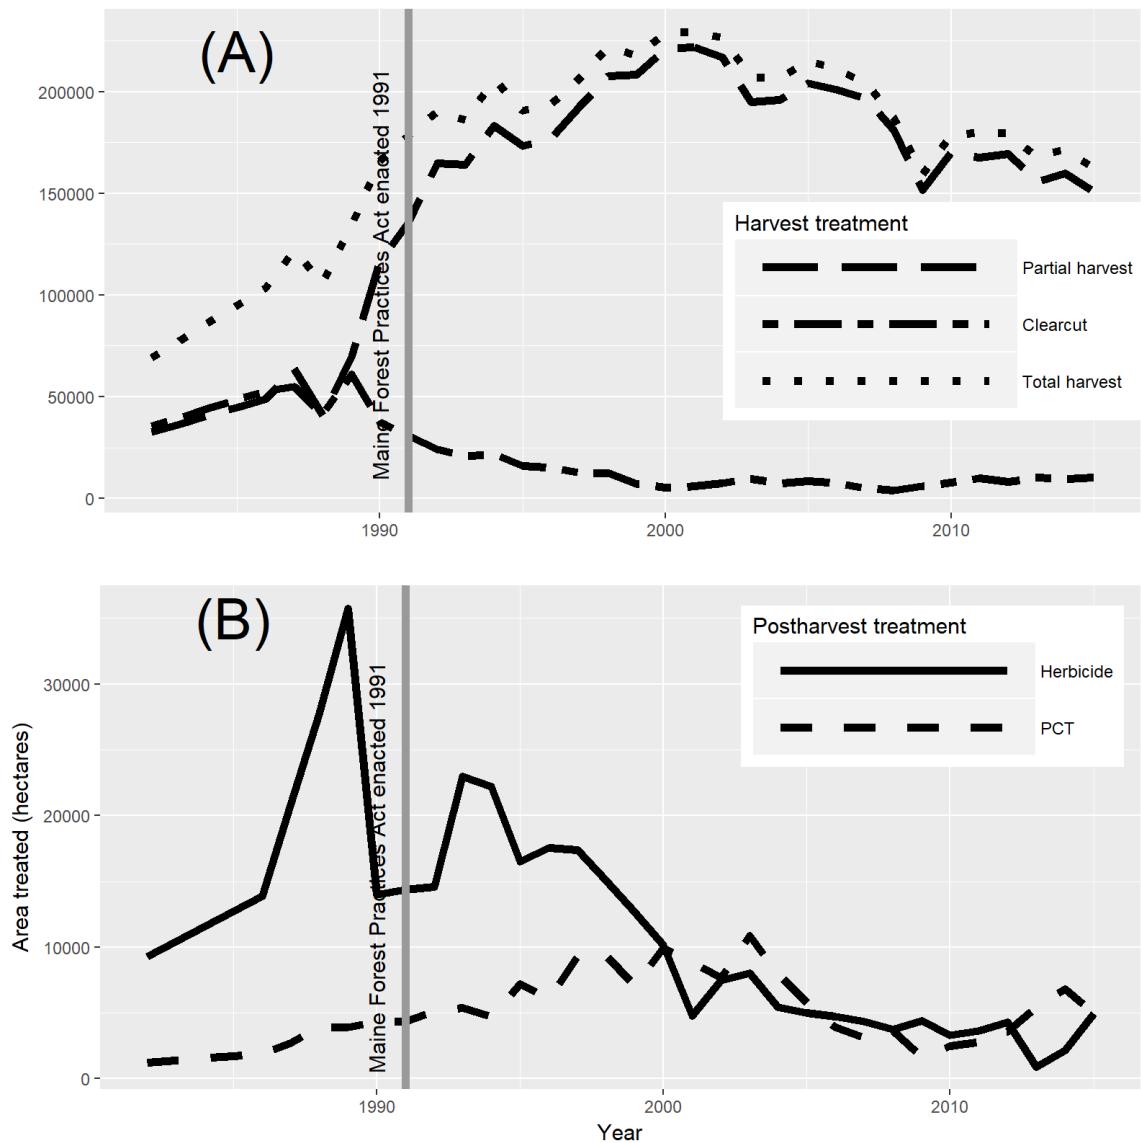 (A)
200000
150000
100000
50000
0
Maine Forest Practices Act enacted 1991
Harvest treatment
Partial harvest
Clearcut
Total harvest
1990
2000
2010
(B)
Area treated (hectares)
30000
20000
10000
0
Maine Forest Practices Act enacted 1991
Postharvest treatment
Herbicide
PCT
1990
2000
2010
Year